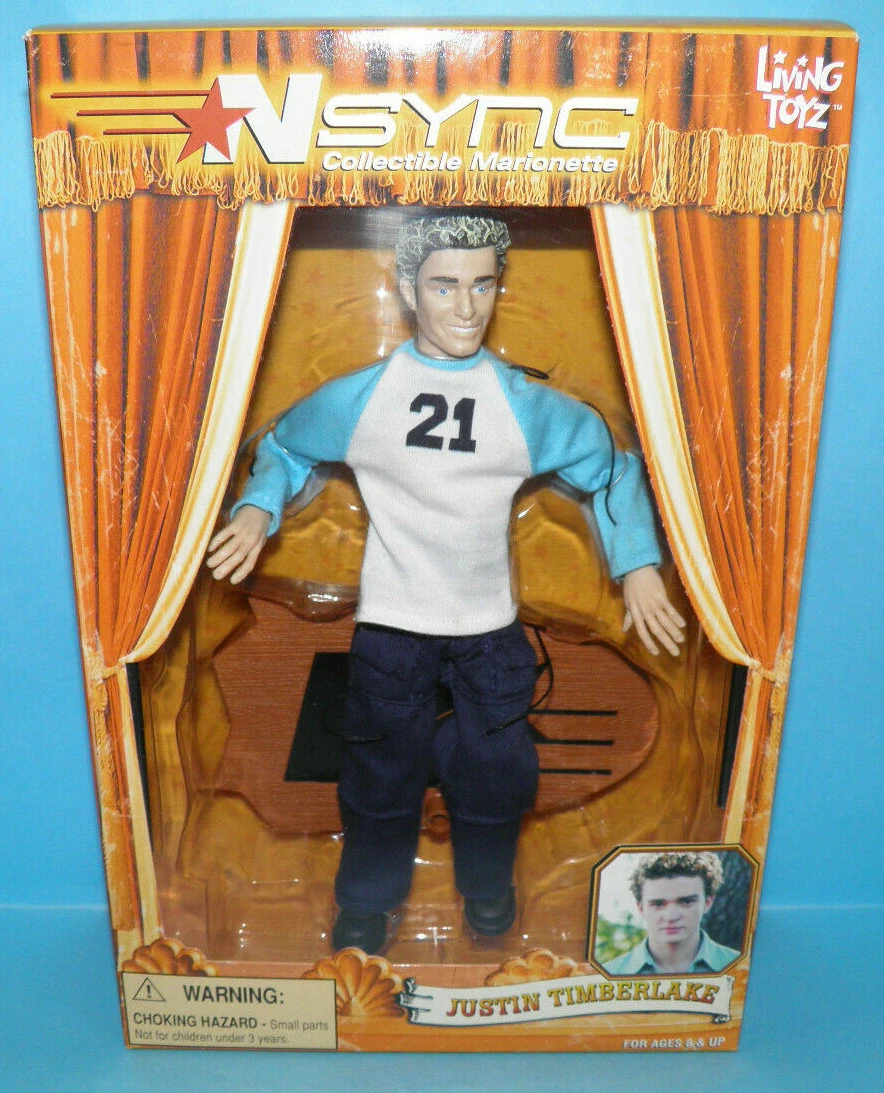 NSYNC
Collectible Marionette
LiViNG
TOYZ™
21
WARNING:
CHOKING HAZARD - Small parts
Not for children under 3 years.
JUSTIN TIMBERLAKE
FOR AGES 8 & UP